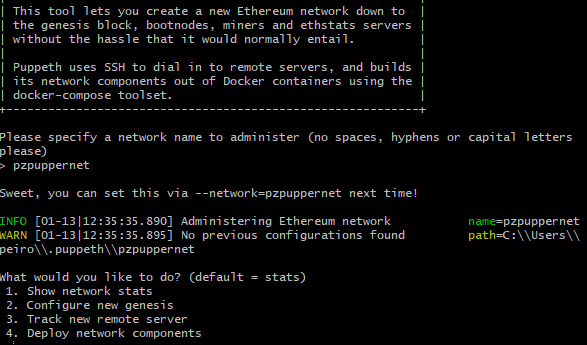 | This tool lets you create a new Ethereum network down to |
| the genesis block, bootnodes, miners and ethstats servers |
| without the hassle that it would normally entail. |
| |
| Puppeth uses SSH to dial in to remote servers, and builds |
| its network components out of Docker containers using the |
| docker-compose toolset. |
+-----------------------------------------------------------+
Please specify a network name to administer (no spaces, hyphens or capital letters
please)
> pzpuppernet
Sweet, you can set this via --network=pzpuppernet next time!
INFO [01-13|12:35:35.890] Administering Ethereum network name=pzpuppernet
WARN [01-13|12:35:35.895] No previous configurations found path=C:\\Users\\
peiro\\.puppeth\\pzpuppernet
What would you like to do? (default = stats)
1. Show network stats
2. Configure new genesis
3. Track new remote server
4. Deploy network components